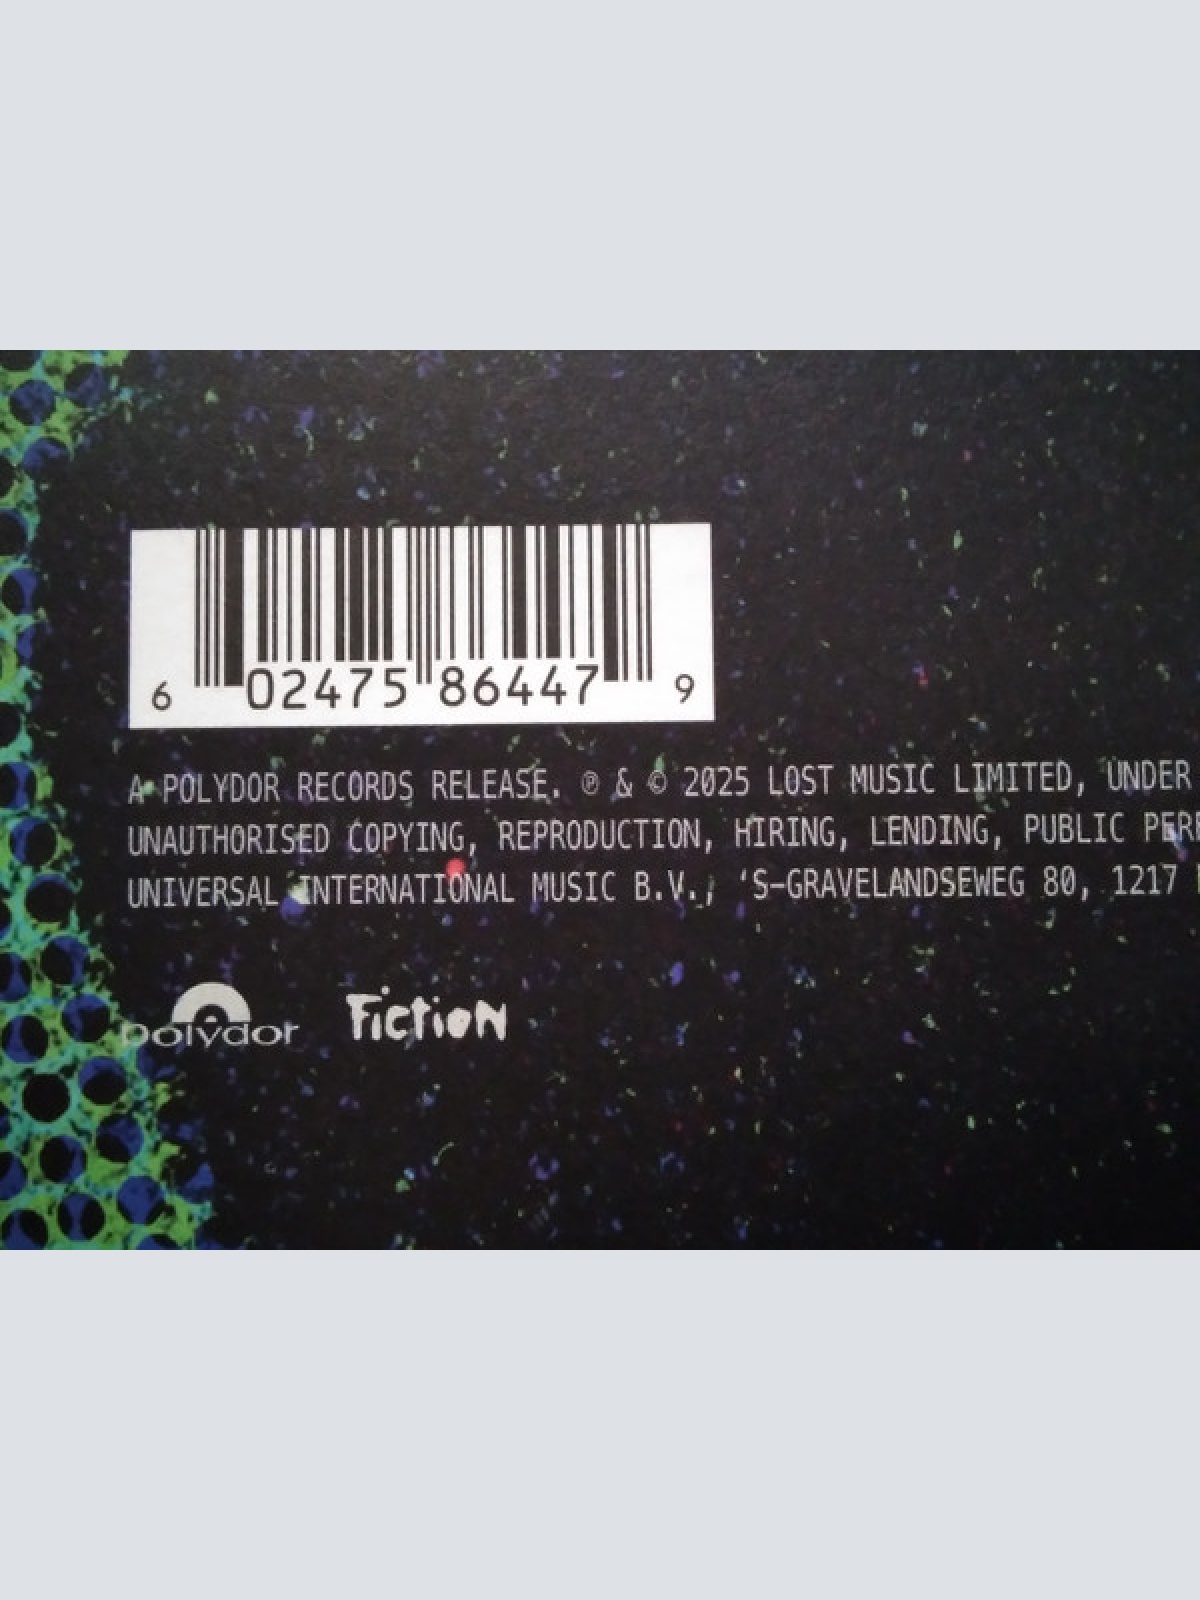 6 02475 86447 9
A POLYDOR RECORDS RELEASE. ℗ & © 2025 LOST MUSIC LIMITED, UNDER
UNAUTHORISED COPYING, REPRODUCTION, HIRING, LENDING, PUBLIC
UNIVERSAL INTERNATIONAL MUSIC B.V., ‘S-GRAVELANDSEWEG 80, 1217
polydor Fiction